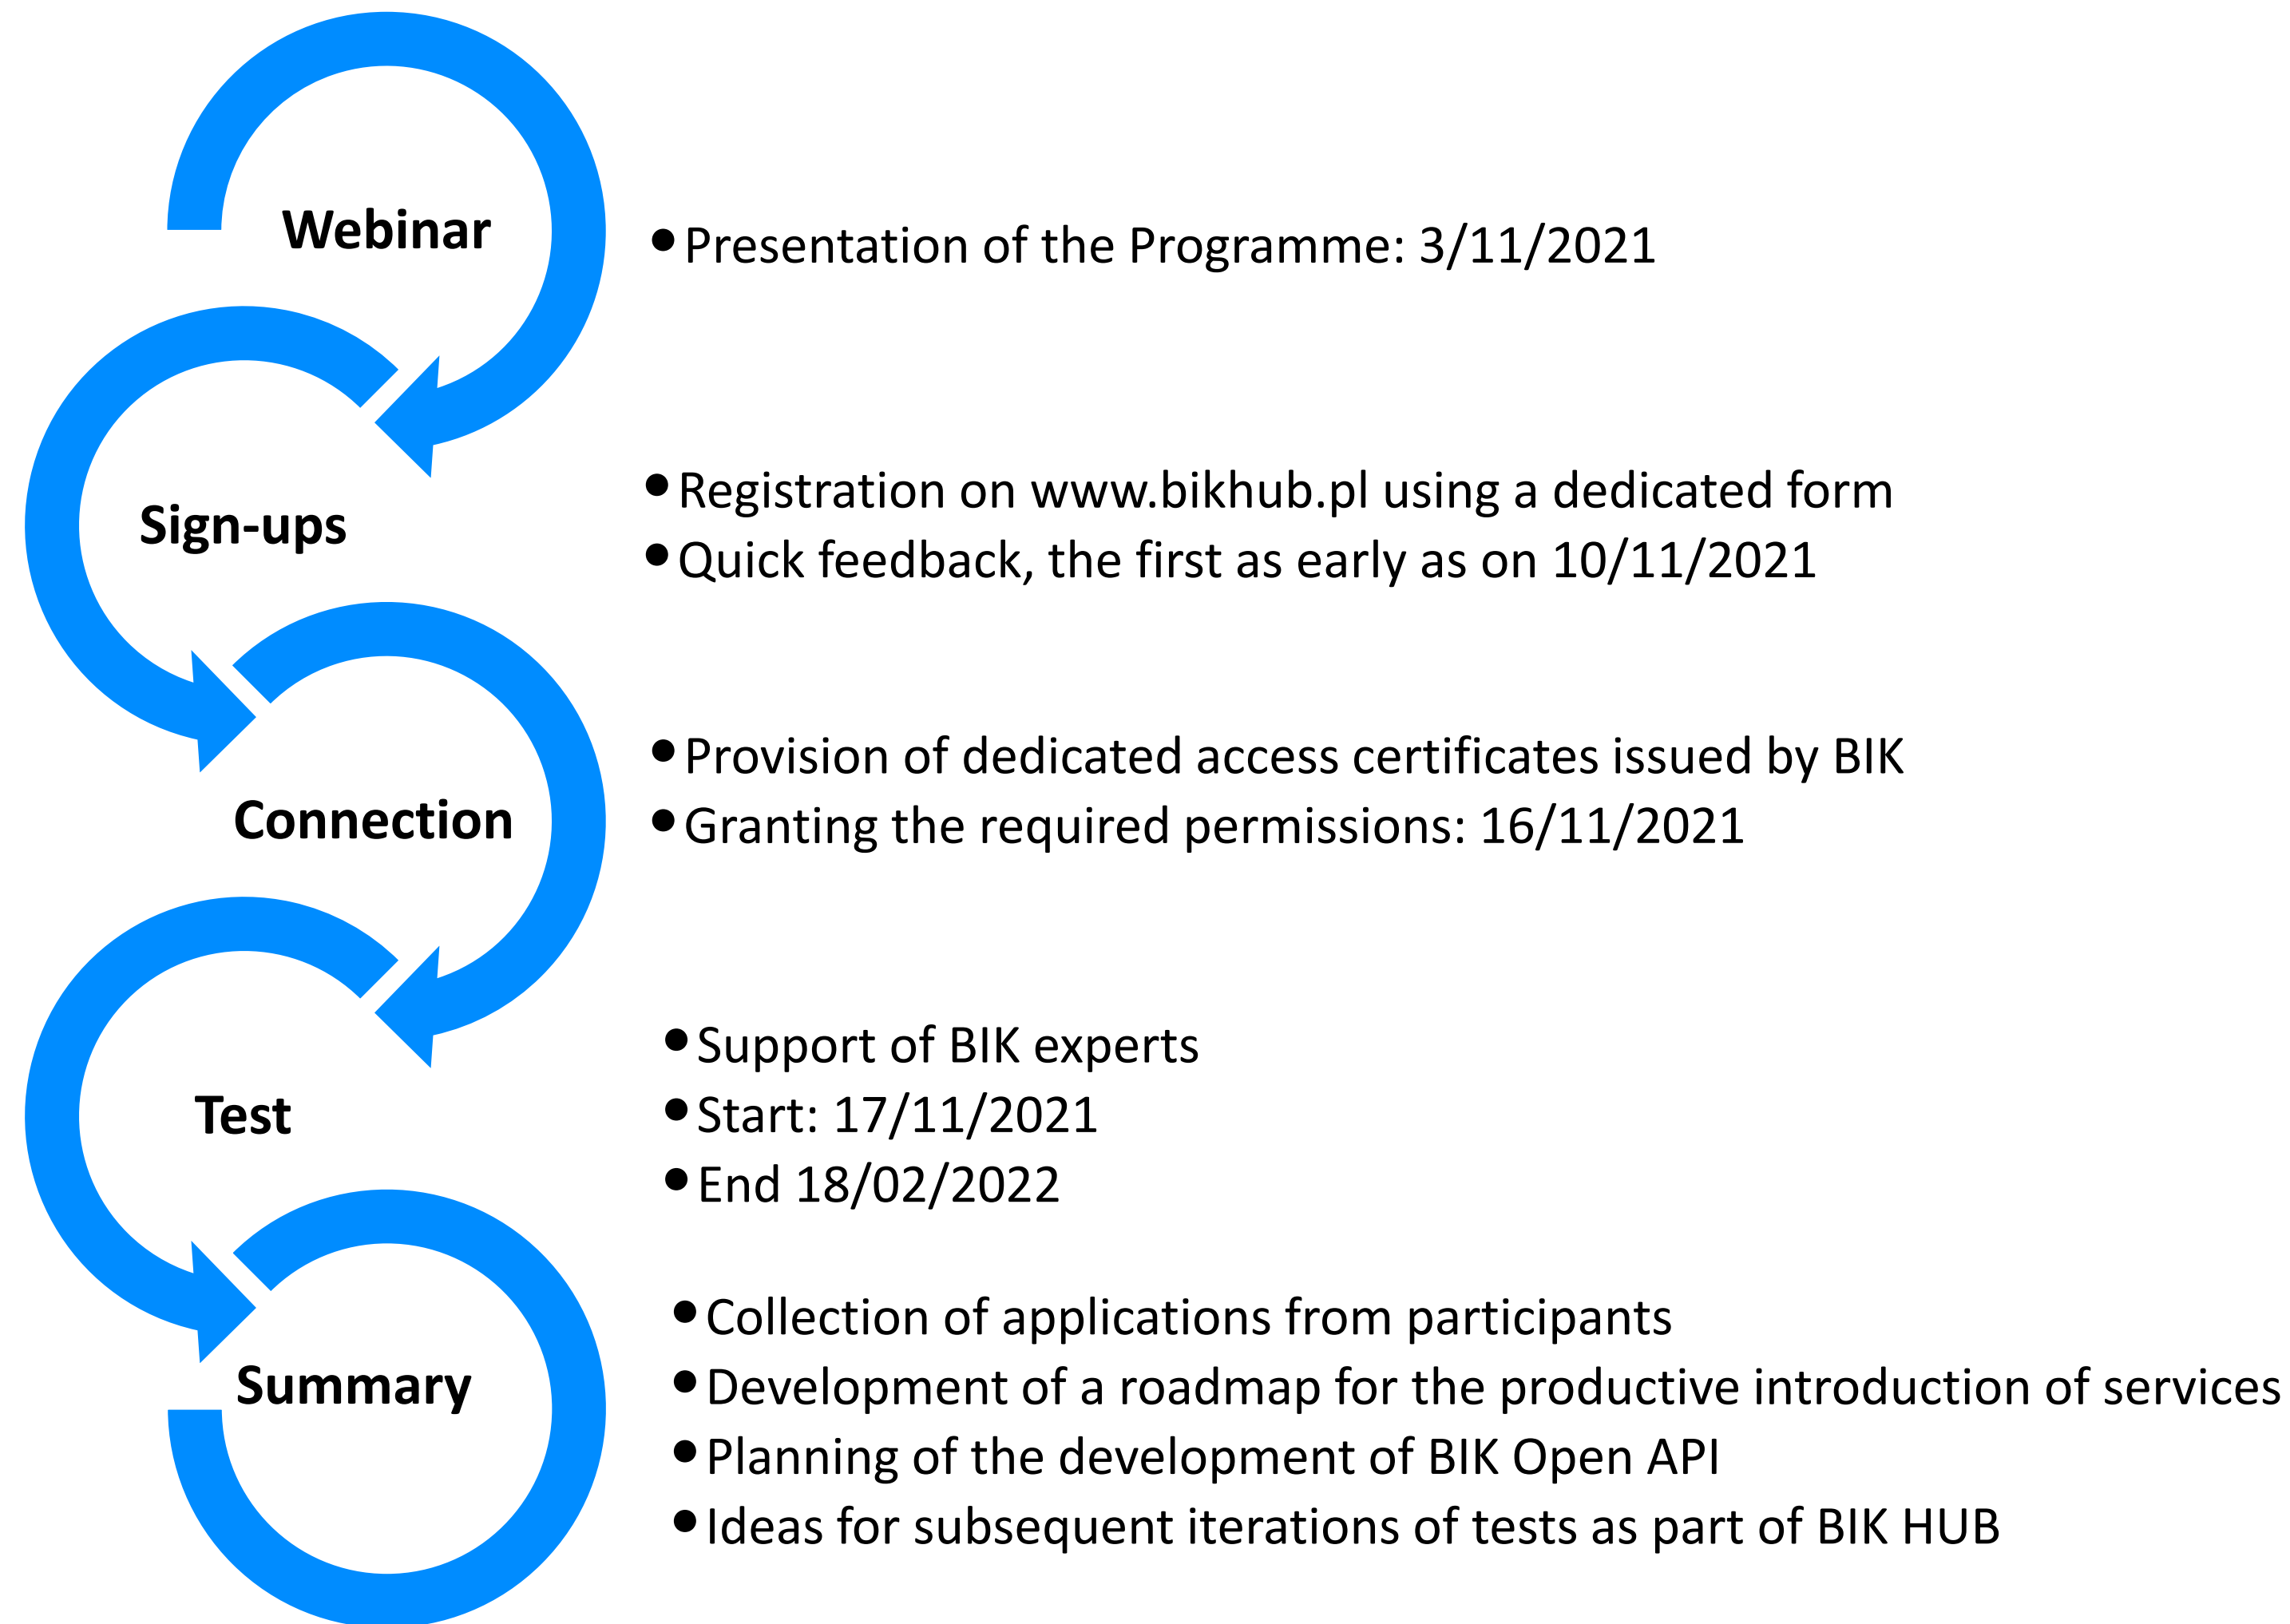 Webinar
• Presentation of the Programme: 3/11/2021
Sign-ups
• Registration on www.bikhub.pl using a dedicated form
• Quick feedback, the first as early as on 10/11/2021
Connection
• Provision of dedicated access certificates issued by BIK
• Granting the required permissions: 16/11/2021
Test
• Support of BIK experts
• Start: 17/11/2021
• End 18/02/2022
Summary
• Collection of applications from participants
• Development of a roadmap for the productive introduction of services
• Planning of the development of BIK Open API
• Ideas for subsequent iterations of tests as part of BIK HUB